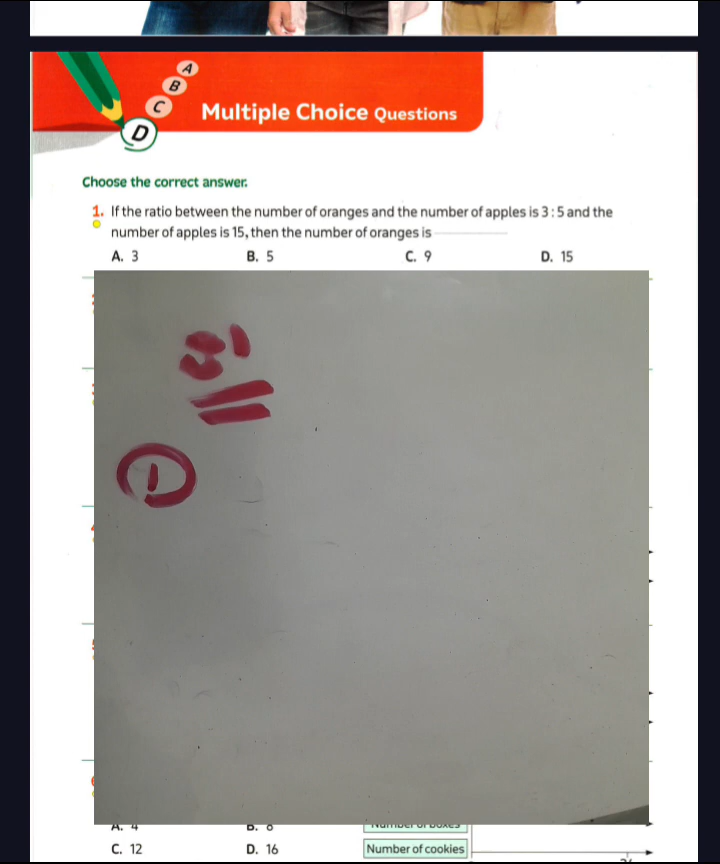 A
B
C
D
Multiple Choice Questions
Choose the correct answer.
1. If the ratio between the number of oranges and the number of apples is 3 : 5 and the
number of apples is 15, then the number of oranges is
A. 3 B. 5 C. 9 D. 15
1
C. 12 D. 16 Number of cookies